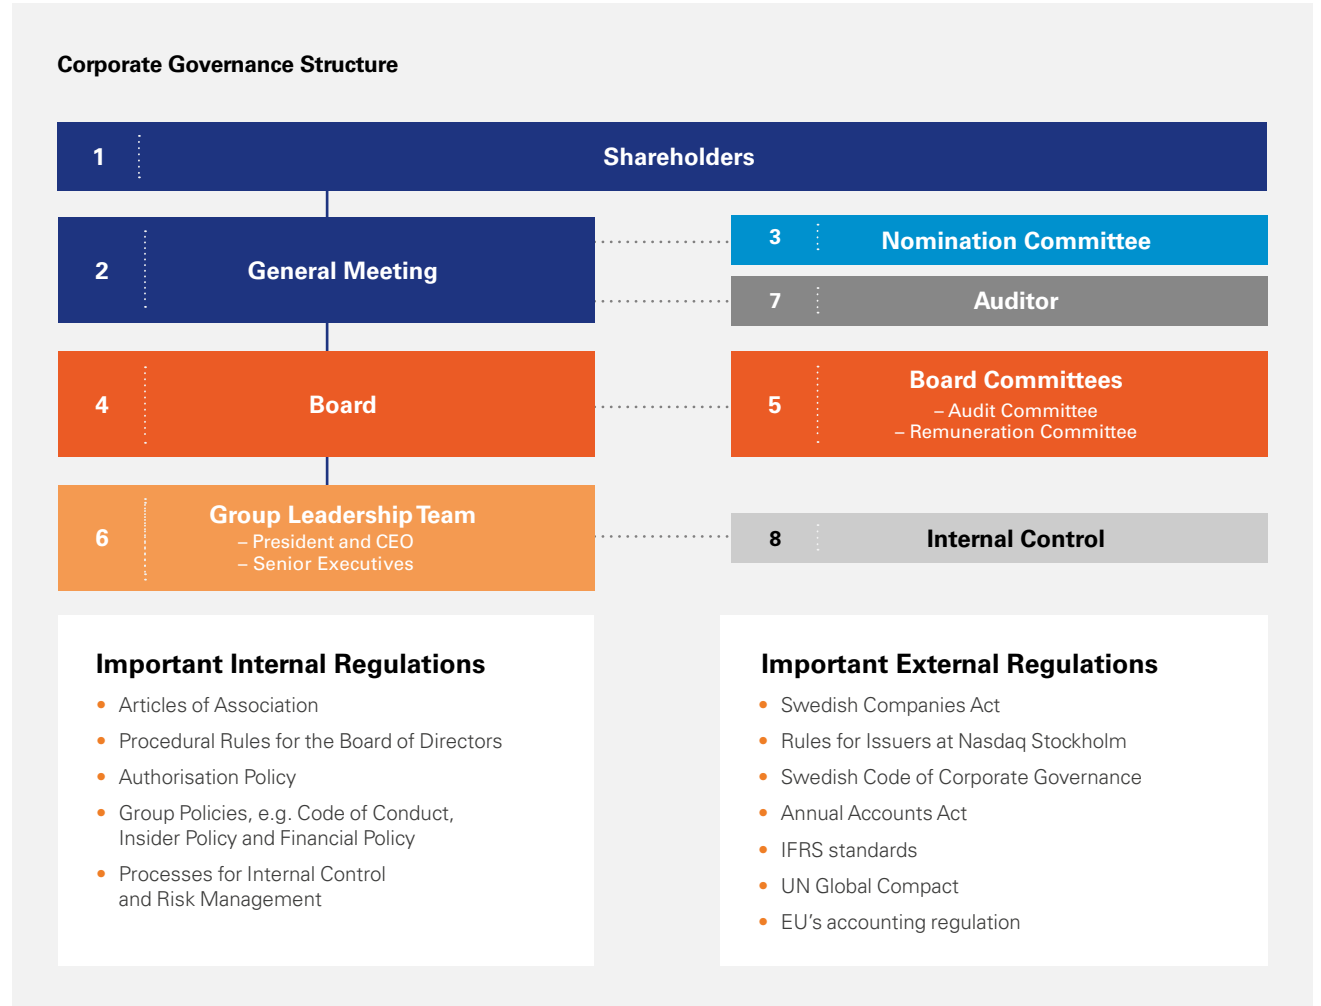 Corporate Governance Structure
1 Shareholders
2 General Meeting
3 Nomination Committee
7 Auditor
4 Board
5 Board Committees
– Audit Committee
– Remuneration Committee
6 Group Leadership Team
– President and CEO
– Senior Executives
8 Internal Control
Important Internal Regulations
• Articles of Association
• Procedural Rules for the Board of Directors
• Authorisation Policy
• Group Policies, e.g. Code of Conduct,
Insider Policy and Financial Policy
• Processes for Internal Control
and Risk Management
Important External Regulations
• Swedish Companies Act
• Rules for Issuers at Nasdaq Stockholm
• Swedish Code of Corporate Governance
• Annual Accounts Act
• IFRS standards
• UN Global Compact
• EU’s accounting regulation